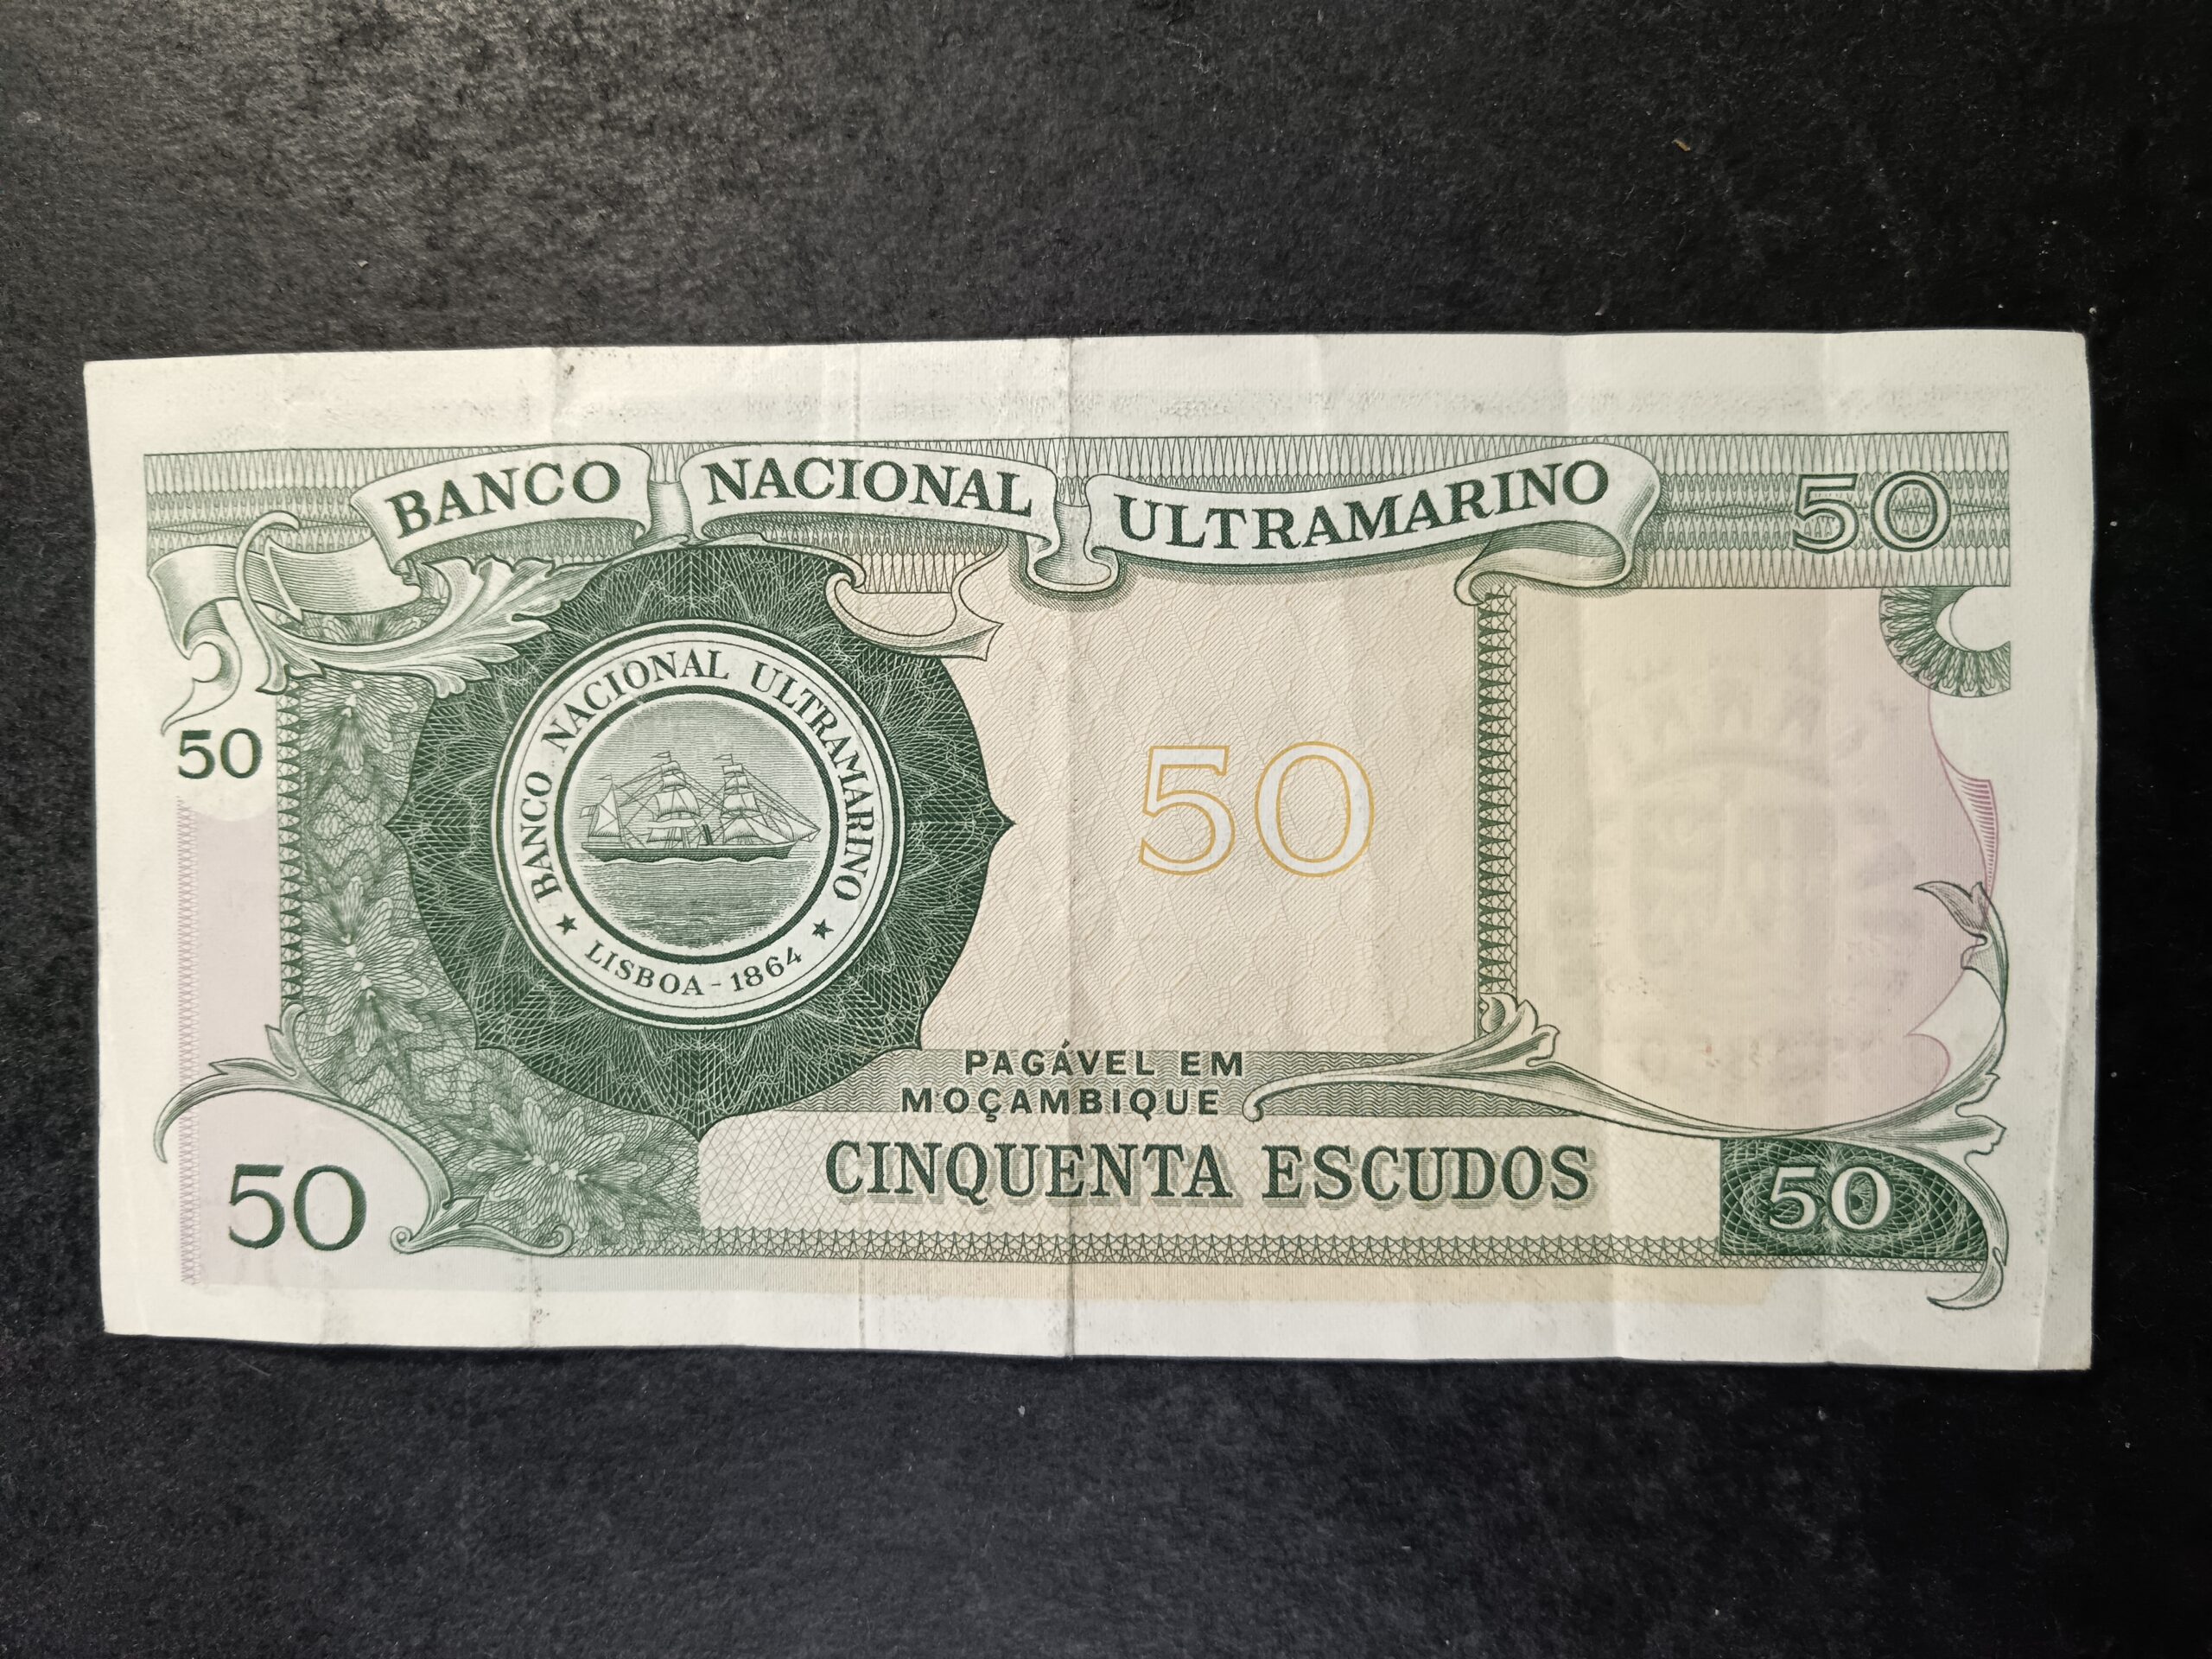 BANCO NACIONAL ULTRAMARINO
50
BANCO NACIONAL ULTRAMARINO
★ LISBOA - 1864 ★
50
50
PAGÁVEL EM
MOÇAMBIQUE
CINQUENTA ESCUDOS
50
50